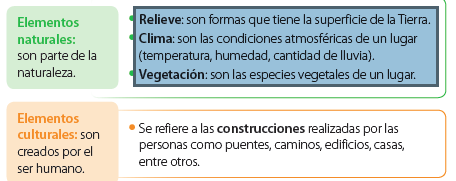 Elementos
naturales:
son parte de la
naturaleza.
• Relieve: son formas que tiene la superficie de la Tierra.
• Clima: son las condiciones atmosféricas de un lugar
(temperatura, humedad, cantidad de lluvia).
• Vegetación: son las especies vegetales de un lugar.
Elementos
culturales: son
creados por el
ser humano.
• Se refiere a las construcciones realizadas por las
personas como puentes, caminos, edificios, casas,
entre otros.